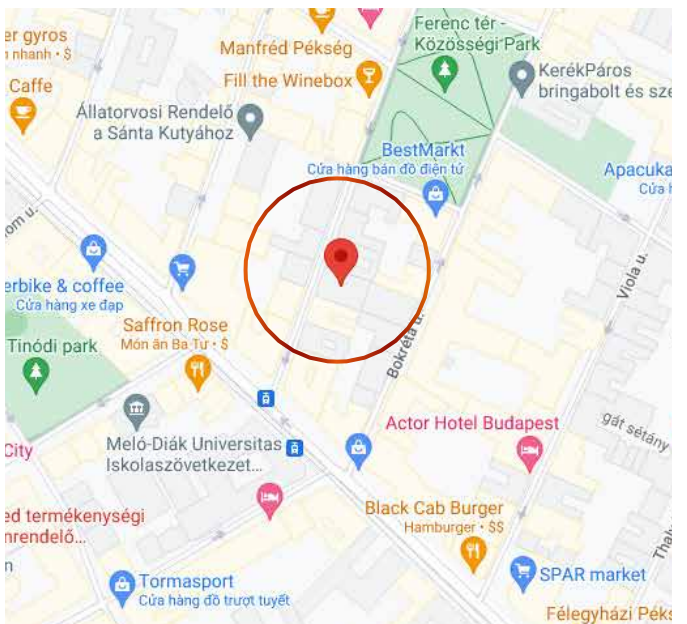 Ferenc tér -
Közösségi Park
er gyros
nhanh • $
Manfréd Pékség
Caffe
Fill the Winebox
KerékPáros
bringabolt és sze
Állatorvosi Rendelő
a Sánta Kutyához
BestMarkt
Cửa hàng bán đồ điện tử
Apacuka
Cửa h
om u.
Viola u.
erbike & coffee
Cửa hàng xe đạp
Saffron Rose
Món ăn Ba Tư • $
Tinódi park
Bokréta u.
Actor Hotel Budapest
gát sétány
City
Meló-Diák Universitas
Iskolaszövetkezet...
ed termékenységi
nrendelő...
Black Cab Burger
Hamburger • $$
Thaly
n
Tormasport
Cửa hàng đồ trượt tuyết
SPAR market
Félegyházi Péks